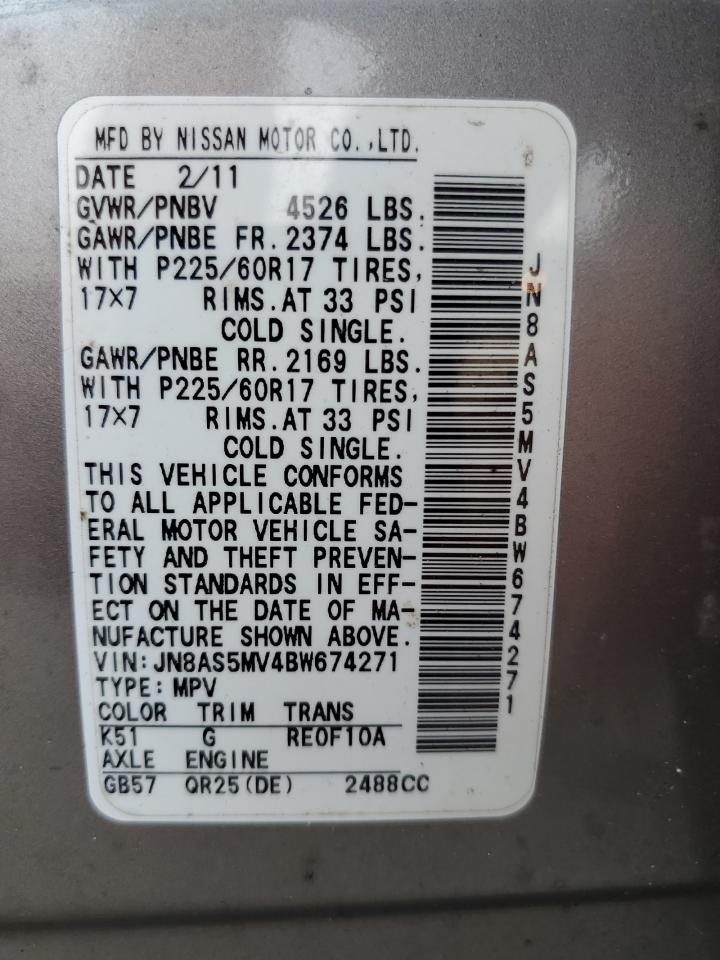 MFD BY NISSAN MOTOR CO.,LTD.
DATE 2/11
GVWR/PNBV 4526 LBS.
GAWR/PNBE FR.2374 LBS.
WITH P225/60R17 TIRES,
17×7 RIMS.AT 33 PSI
COLD SINGLE.
GAWR/PNBE RR.2169 LBS.
WITH P225/60R17 TIRES,
17×7 RIMS.AT 33 PSI
COLD SINGLE.
THIS VEHICLE CONFORMS
TO ALL APPLICABLE FED-
ERAL MOTOR VEHICLE SA-
FETY AND THEFT PREVEN-
TION STANDARDS IN EFF-
ECT ON THE DATE OF MA-
NUFACTURE SHOWN ABOVE.
VIN:JN8AS5MV4BW674271
TYPE:MPV
COLOR TRIM TRANS
K51 G RE0F10A
AXLE ENGINE
GB57 QR25(DE) 2488CC
JN8AS5MV4BW674271